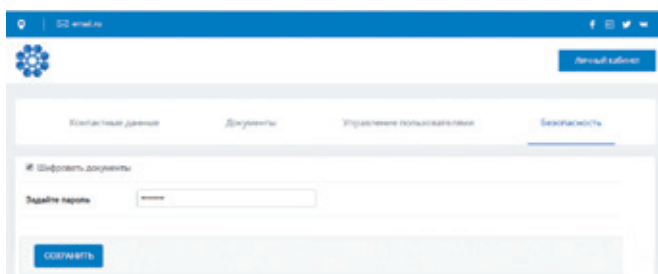 email.ru
Личный кабинет
Контактные данные Документы Управление пользователями Безопасность
Шифровать документы
Задайте пароль
СОХРАНИТЬ